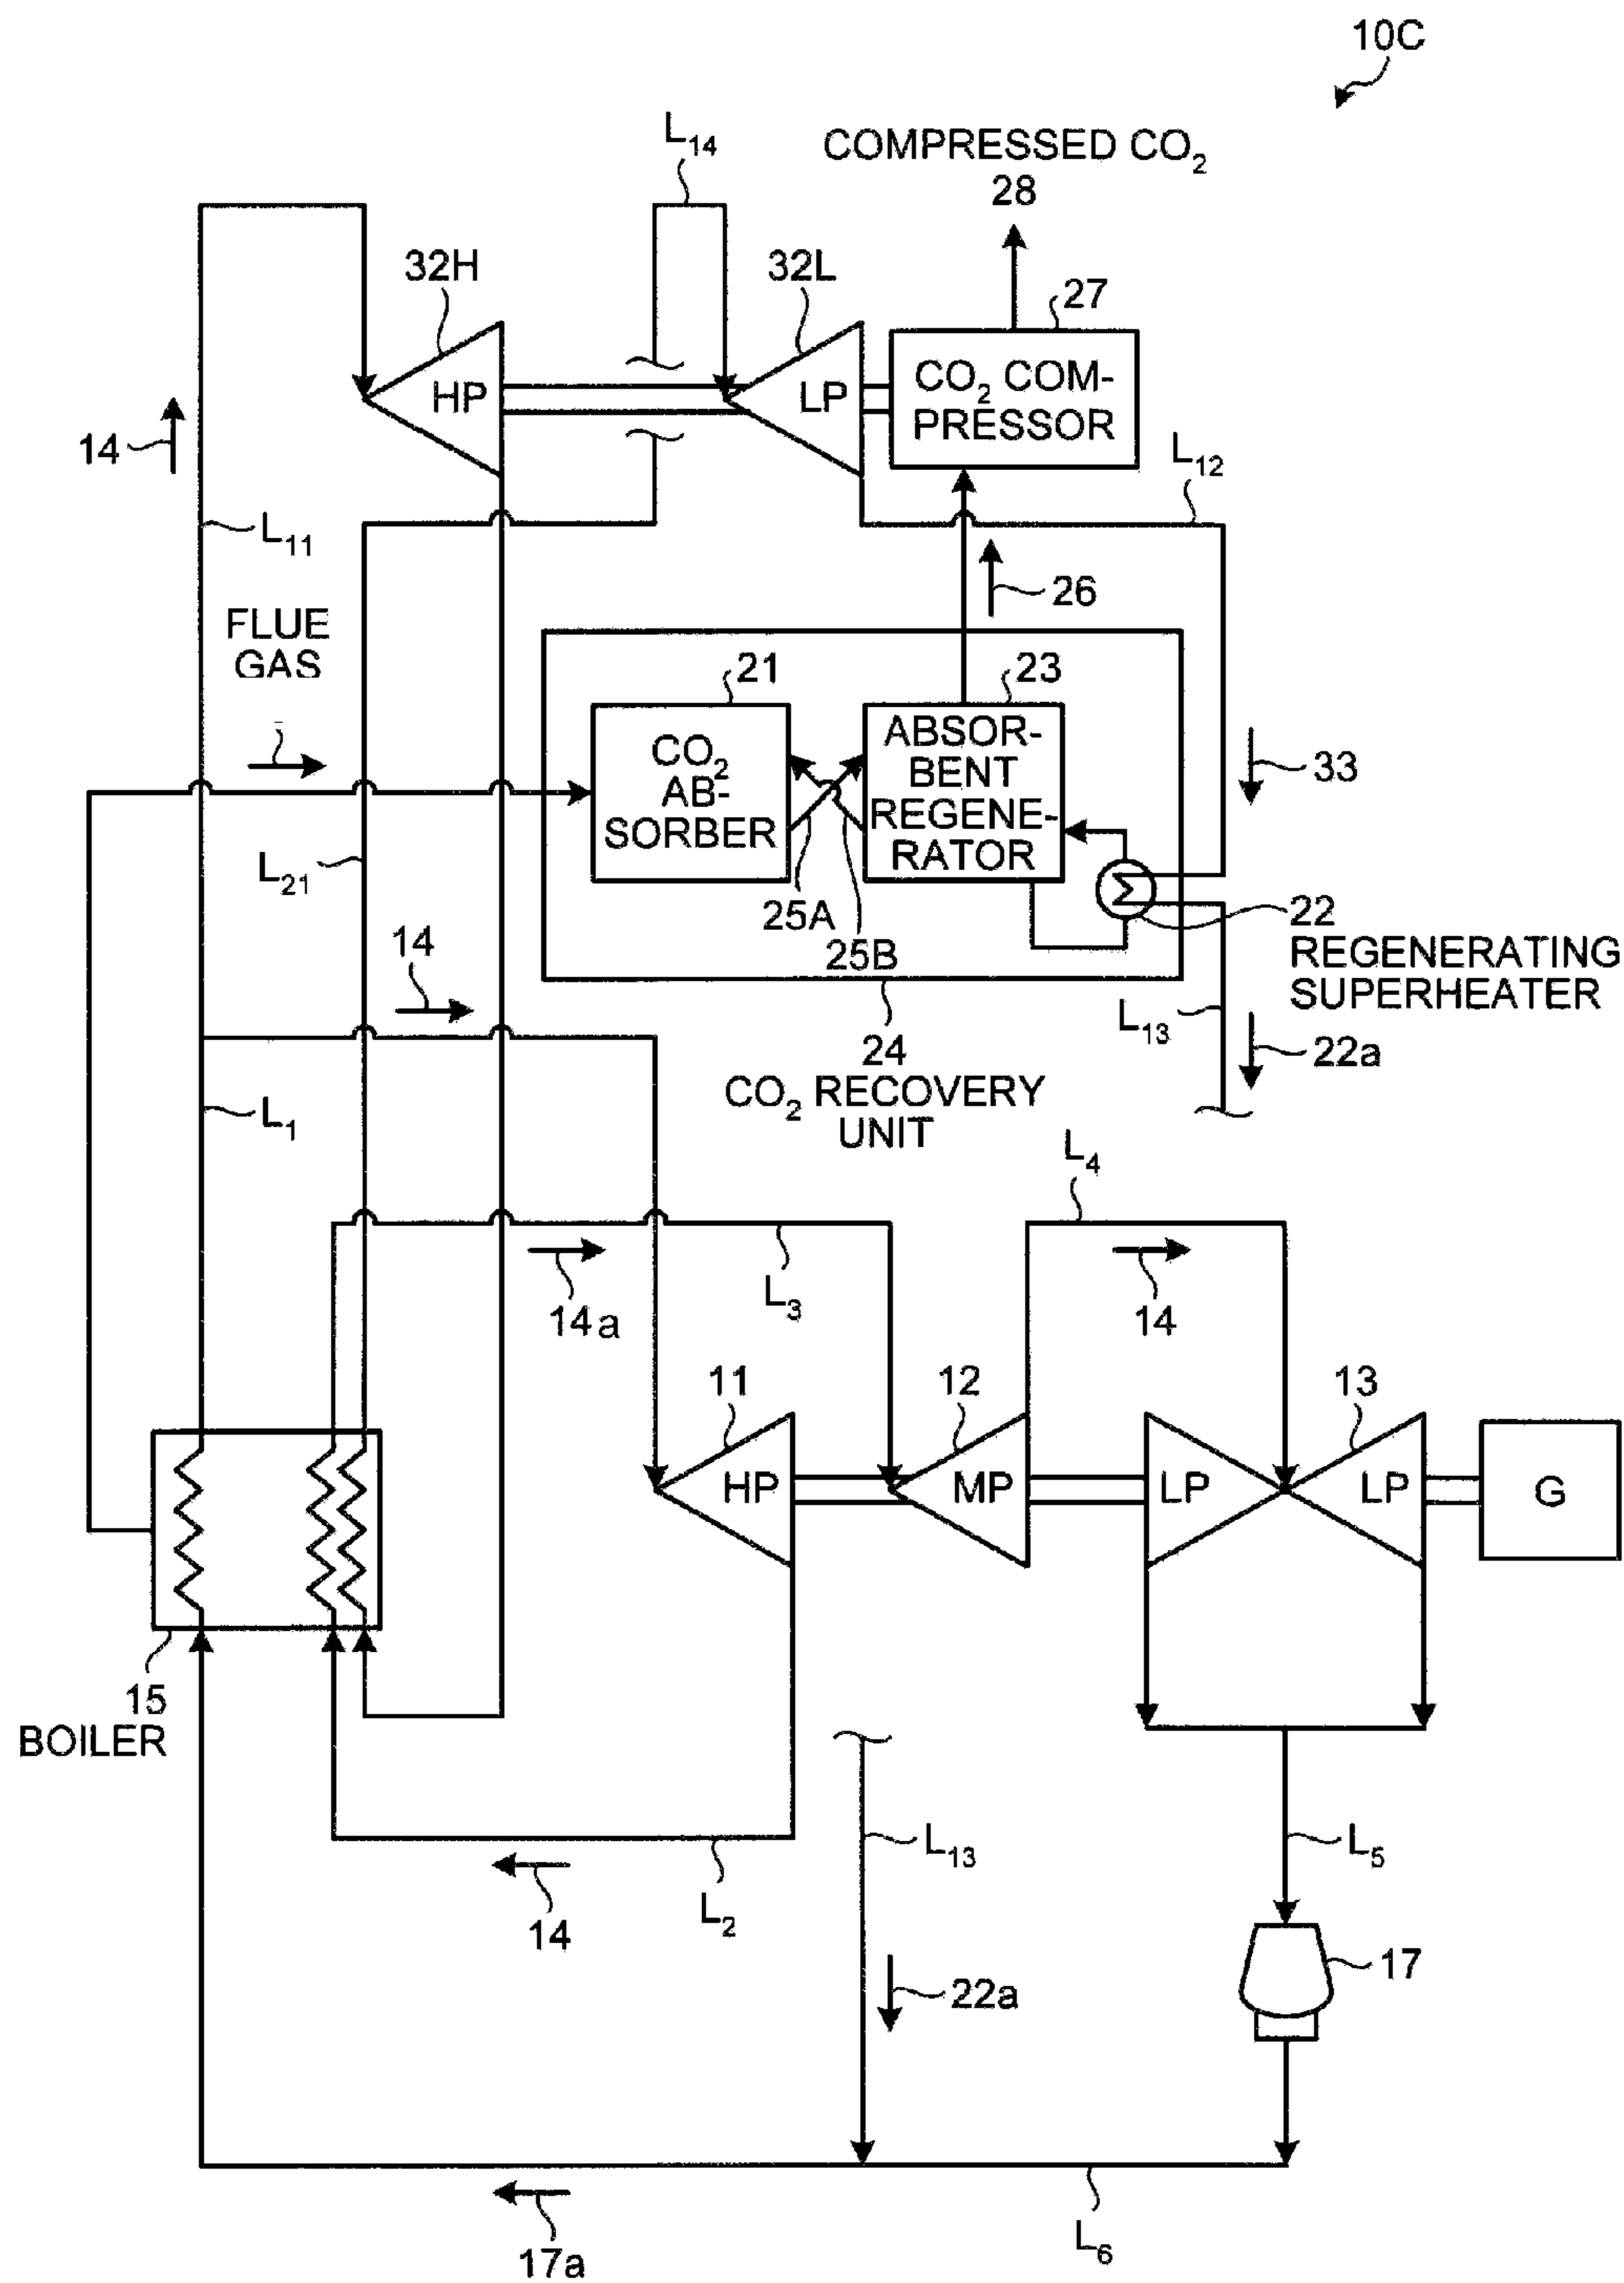 10C
L14
COMPRESSED CO2
28
32H
32L
27
HP
LP
CO2 COM-
PRESSOR
14
L12
L11
26
FLUE
GAS
21
23
CO2
AB-
SORBER
ABSOR-
BENT
REGENE-
RATOR
33
L21
25A
25B
22
REGENERATING
SUPERHEATER
14
L13
22a
24
CO2 RECOVERY
UNIT
L1
L4
14a
L3
14
11
12
13
HP
MP
LP
LP
G
15
BOILER
L13
L5
L2
14
17
22a
17a
L6